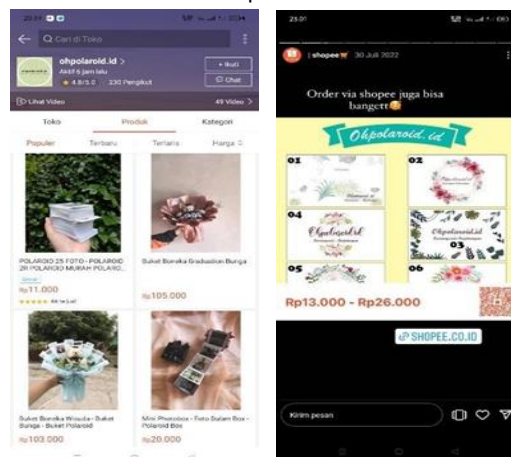 Cari di Toko
ohpolaroid.id >
Aktif 6 jam lalu
4.8/5.0 230 Pengikut
+ Ikuti
Chat
Lihat Video
49 Video >
Toko
Produk
Kategori
Populer
Terbaru
Terlaris
Harga
POLAROID 25 FOTO - POLAROID
2R POLAROID MURAH POLARO...
Rp11.000
Buket Boneka Graduation Bunga
Rp105.000
Buket Boneka Wisuda - Buket
Bunga - Buket Polaroid
Rp103.000
Mini Photobox - Foto Dalam Box -
Polaroid Box
Rp20.000
23.01
shopee 30 Juli 2022
Order via shopee juga bisa
bangett🥰
Ohpolaroid.id
01
02
04
Ohpolaroid.id
03
05
06
Rp13.000 - Rp26.000
SHOPEE.CO.ID
Kirim pesan